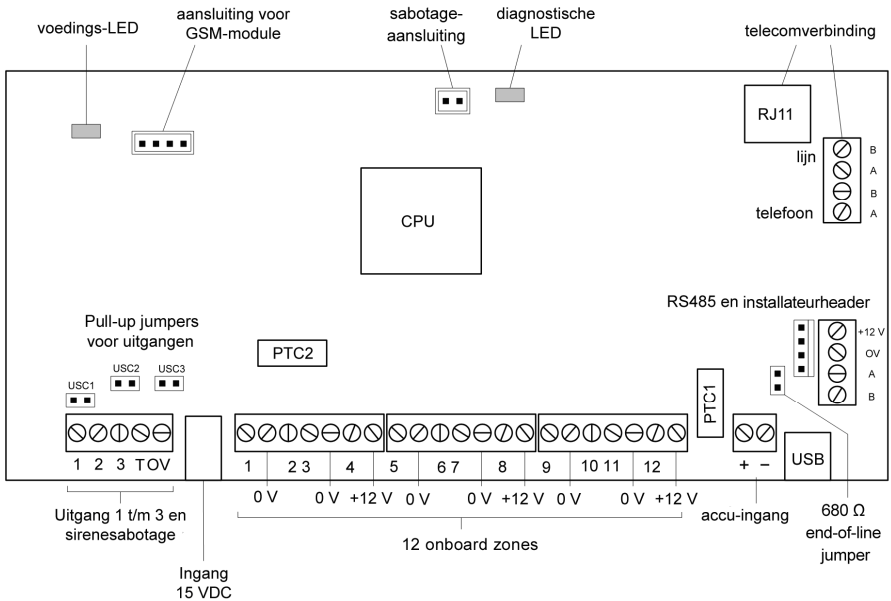 voedings-LED
aansluiting voor
GSM-module
sabotage-
aansluiting
diagnostische
LED
telecomverbinding
RJ11
lijn
B
A
B
telefoon
A
CPU
RS485 en installateurheader
Pull-up jumpers
voor uitgangen
PTC2
USC1
USC2
USC3
+12 V
OV
A
B
PTC1
1 2 3 TOV
1 2 3 4 5 6 7 8 9 10 11 12
+ −
USB
0 V 0 V +12 V 0 V 0 V +12 V 0 V 0 V +12 V
Uitgang 1 t/m 3 en
sirenesabotage
12 onboard zones
accu-ingang
680 Ω
end-of-line
jumper
Ingang
15 VDC